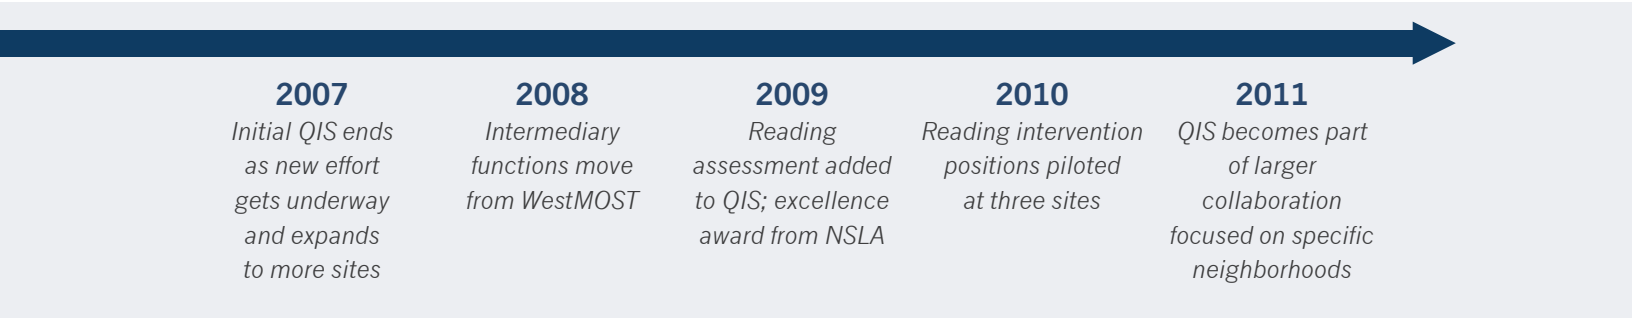 2007
Initial QIS ends
as new effort
gets underway
and expands
to more sites
2008
Intermediary
functions move
from WestMOST
2009
Reading
assessment added
to QIS; excellence
award from NSLA
2010
Reading intervention
positions piloted
at three sites
2011
QIS becomes part
of larger
collaboration
focused on specific
neighborhoods